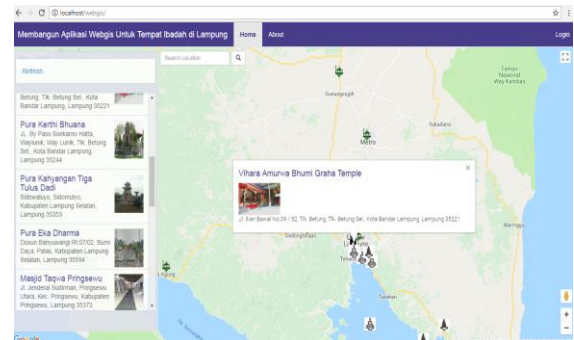 localhost/webgis/
Membangun Aplikasi Webgis Untuk Tempat Ibadah di Lampung
Home
About
Login
Refresh
Search Location
Betung, Tlk. Betung Sel., Kota
Bandar Lampung, Lampung 35221
Pura Kerthi Bhuana
JL. By Pass Soekarno Hatta,
Waylunik, Way Lunik, Tlk. Betung
Sel., Kota Bandar Lampung,
Lampung 35244
Pura Kahyangan Tiga
Tulus Dadi
Sidowaluyo, Sidomulyo,
Kabupaten Lampung Selatan,
Lampung 35353
Pura Eka Dharma
Dusun Banyuwangi Rt.07/02, Bumi
Daya, Palas, Kabupaten Lampung
Selatan, Lampung 35594
Masjid Taqwa Pringsewu
Jl. Jenderal Sudirman, Pringsewu
Utara, Kec. Pringsewu, Kabupaten
Pringsewu, Lampung 35373
Taman
Nasional
Way Kambas
Gunungsugih
Sukadana
Metro
Vihara Amurwa Bhumi Graha Temple
Jl. Ikan Bawal No.09 / 52, Tlk. Betung, Tlk. Betung Sel., Kota Bandar Lampung, Lampung 35221
Gedongtataan
Tarahan
Google